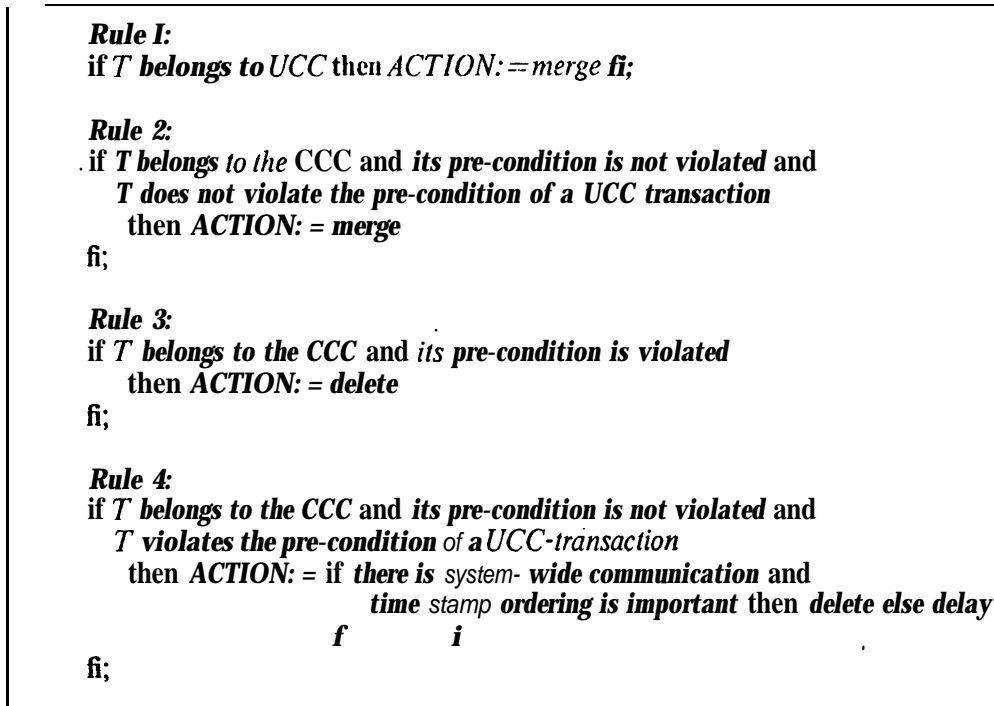 Rule I:
if T belongs to UCC then ACTION:=merge fi;
Rule 2:
if T belongs to the CCC and its pre-condition is not violated and
T does not violate the pre-condition of a UCC transaction
then ACTION: = merge
fi;
Rule 3:
if T belongs to the CCC and its pre-condition is violated
then ACTION: = delete
fi;
Rule 4:
if T belongs to the CCC and its pre-condition is not violated and
T violates the pre-condition of a UCC-transaction
then ACTION: = if there is system- wide communication and
time stamp ordering is important then delete else delay
f i
fi;